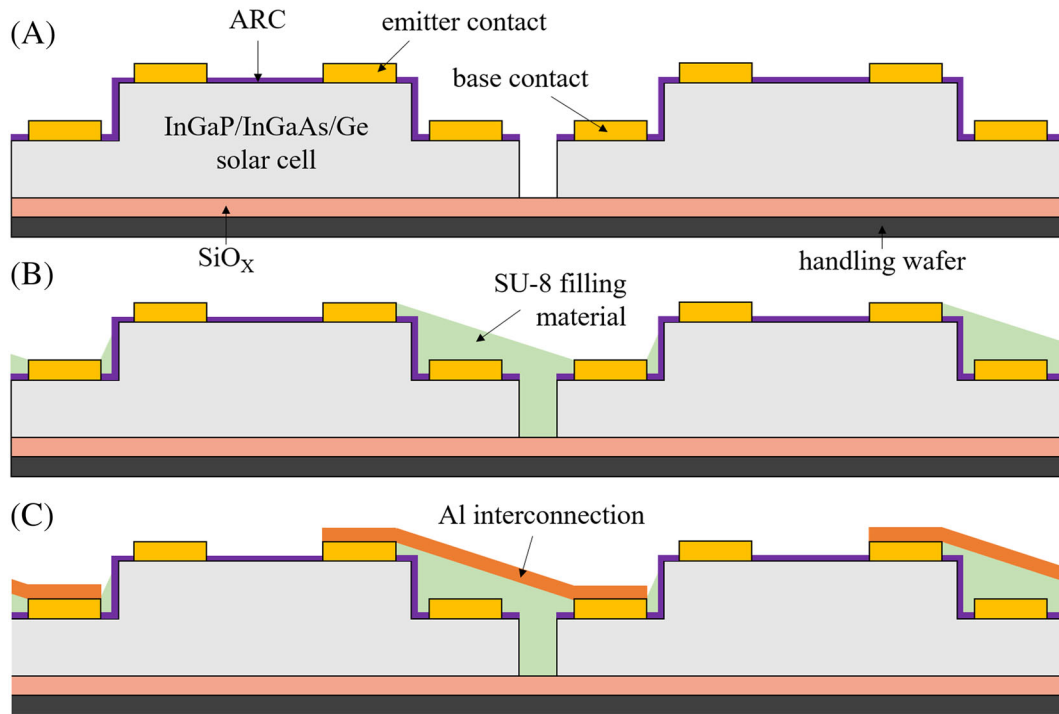 (A)
ARC
emitter contact
base contact
InGaP/InGaAs/Ge
solar cell
SiOX
handling wafer
(B)
SU-8 filling
material
(C)
Al interconnection